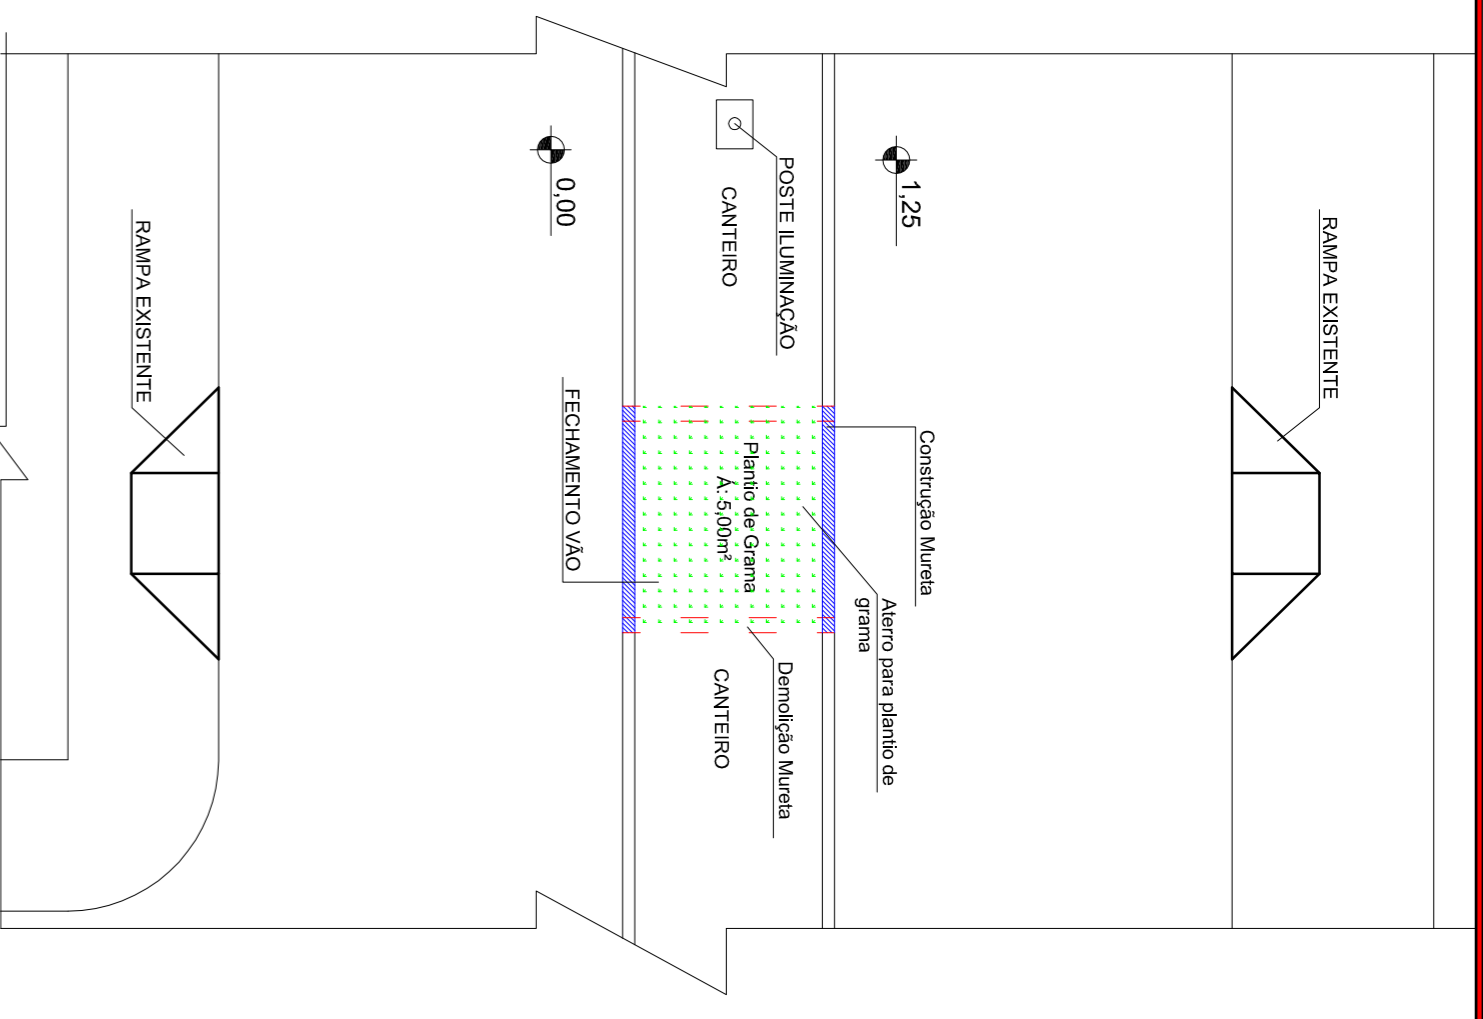 RAMPA EXISTENTE
1,25
POSTE ILUMINAÇÃO
CANTEIRO
0,00
RAMPA EXISTENTE
Construção Mureta
Aterro para plantio de
grama
Plantio de Grama
Á: 5,00m²
FECHAMENTO VÃO
Demolição Mureta
CANTEIRO